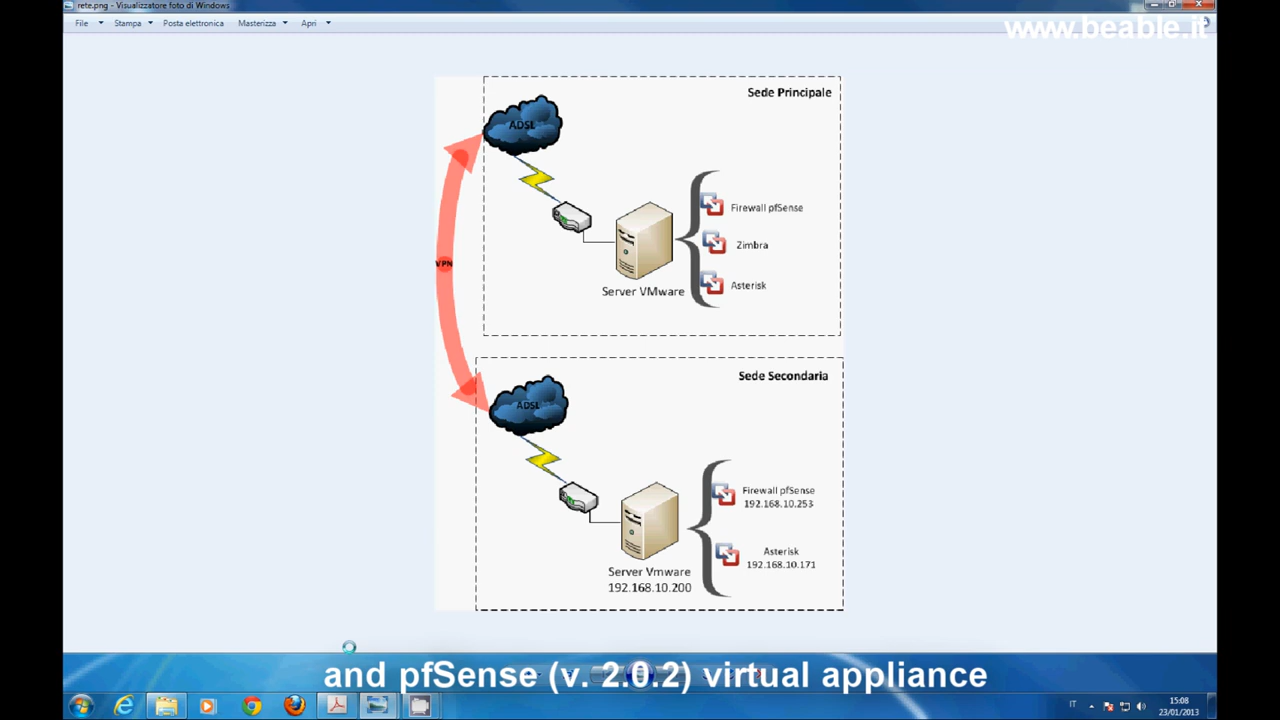 rete.png - Visualizzatore foto di Windows
File
Stampa
Posta elettronica
Masterizza
Apri
www.beable.it
Sede Principale
ADSL
Firewall pfSense
Zimbra
VPN
Asterisk
Server VMware
Sede Secondaria
ADSL
Firewall pfSense
192.168.10.253
Asterisk
192.168.10.171
Server Vmware
192.168.10.200
and pfSense (v. 2.0.2) virtual appliance
IT
15:08
23/01/2013